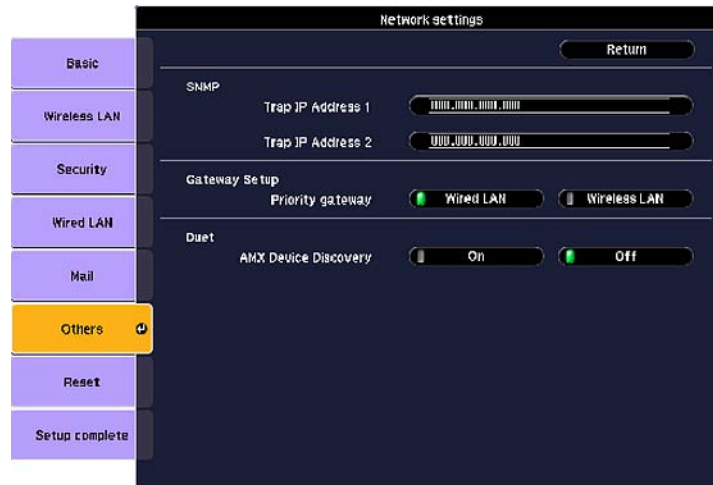 Network settings
Return
Basic
Wireless LAN
Security
Wired LAN
Mail
Others
Reset
Setup complete
SNMP
Trap IP Address 1
Trap IP Address 2
Gateway Setup
Priority gateway
Wired LAN
Wireless LAN
Duet
AMX Device Discovery
On
Off